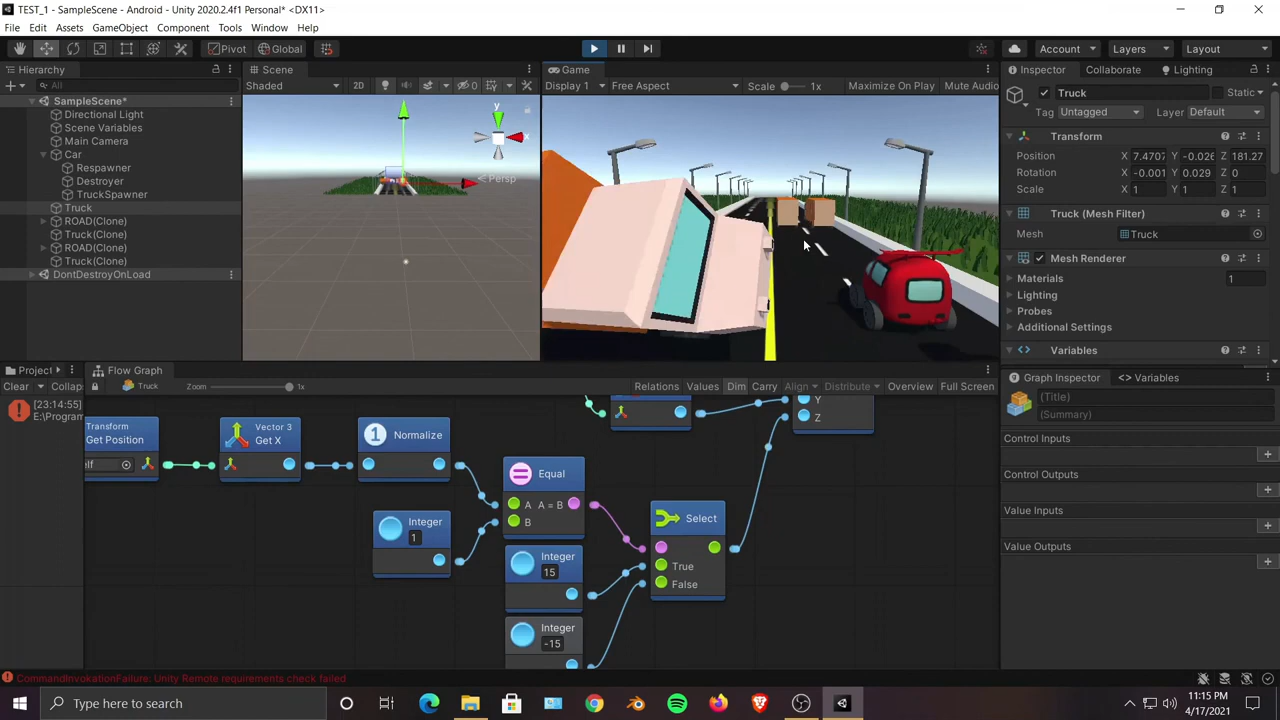 TEST_1 - SampleScene - Android - Unity 2020.2.4f1 Personal* <DX11>
File Edit Assets GameObject Component Tools Window Help
Pivot Global Account Layers Layout
Hierarchy
All
SampleScene*
Directional Light
Scene Variables
Main Camera
Car
Respawner
Destroyer
TruckSpawner
Truck
ROAD(Clone)
Truck(Clone)
ROAD(Clone)
Truck(Clone)
DontDestroyOnLoad
Scene
Shaded 2D 0
y
x
Persp
Game
Display 1 Free Aspect Scale 1x Maximize On Play Mute Audio
Inspector Collaborate Lighting
Truck Static
Tag Untagged Layer Default
Transform
Position X 7.4707 Y -0.026 Z 181.27
Rotation X -0.001 Y 0.029 Z 0
Scale X 1 Y 1 Z 1
Truck (Mesh Filter)
Mesh Truck
Mesh Renderer
Materials 1
Lighting
Probes
Additional Settings
Variables
Project
Clear Collaps
[23:14:55]
E:\Program
Flow Graph
Truck Zoom 1x Relations Values Dim Carry Align Distribute Overview Full Screen
Transform
Get Position
elf
Vector 3
Get X
Normalize
Integer
1
Equal
A A = B
B
Integer
15
Integer
-15
Select
True
False
Y
Z
Graph Inspector Variables
(Title)
(Summary)
Control Inputs
Control Outputs
Value Inputs
Value Outputs
CommandInvokationFailure: Unity Remote requirements check failed
Type here to search
11:15 PM
4/17/2021